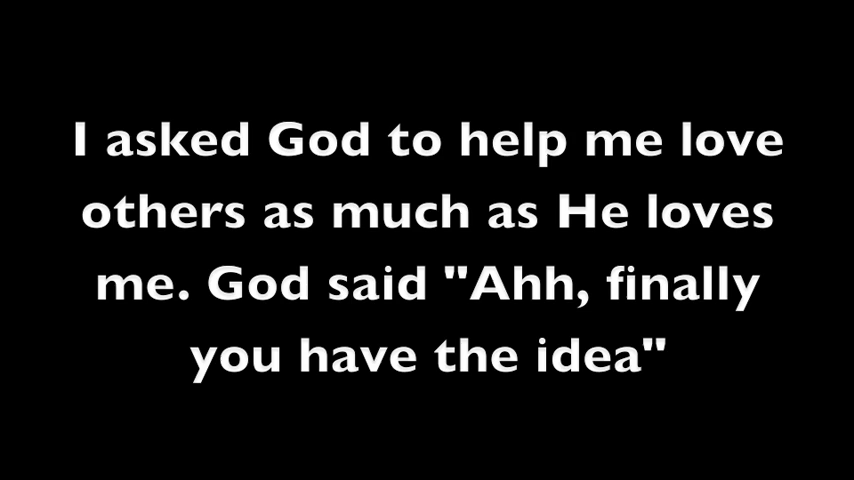 I asked God to help me love
others as much as He loves
me. God said "Ahh, finally
you have the idea"